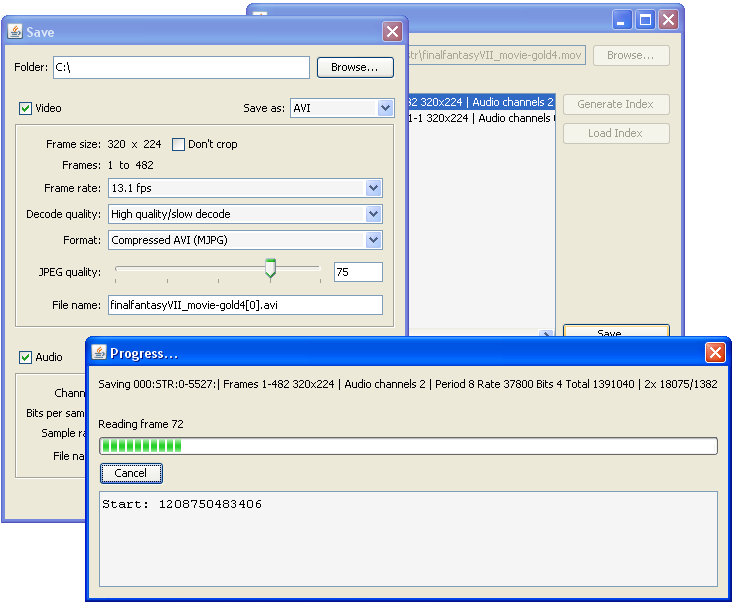 Save
Folder:
C:\
Browse...
str\finalfantasyVII_movie-gold4.mov
Browse...
Video
Save as:
AVI
32 320x224 | Audio channels 2
1-1 320x224 | Audio channels
Generate Index
Load Index
Frame size: 320 x 224
Don't crop
Frames: 1 to 482
Frame rate: 13.1 fps
Decode quality: High quality/slow decode
Format: Compressed AVI (MJPG)
JPEG quality:
75
File name: finalfantasyVII_movie-gold4[0].avi
Save...
Audio
Progress...
Saving 000:STR:0-5527:| Frames 1-482 320x224 | Audio channels 2 | Period 8 Rate 37800 Bits 4 Total 1391040 | 2x 18075/1382
Chann
Bits per sam
Sample ra
File na
Reading frame 72
Cancel
Start: 1208750483406